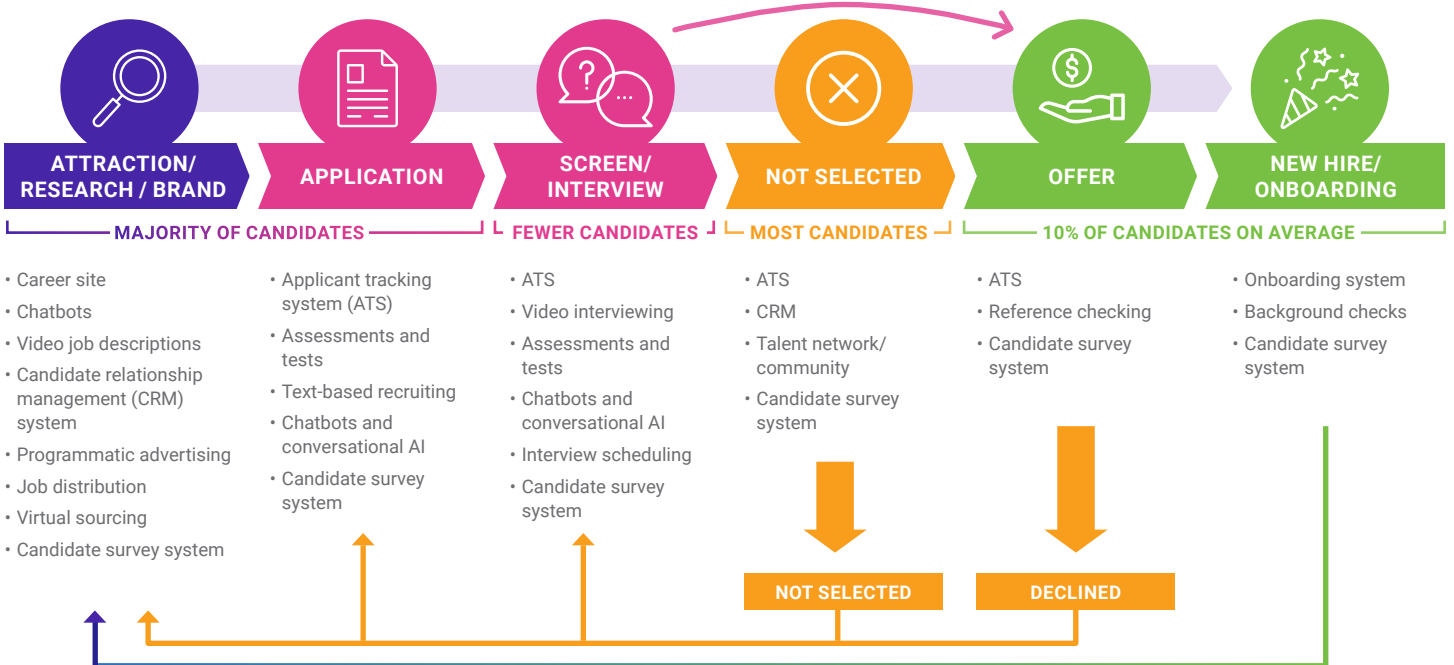 ?
...
$
ATTRACTION/
RESEARCH / BRAND
APPLICATION
SCREEN/
INTERVIEW
NOT SELECTED
OFFER
NEW HIRE/
ONBOARDING
MAJORITY OF CANDIDATES
FEWER CANDIDATES
MOST CANDIDATES
10% OF CANDIDATES ON AVERAGE
• Career site
• Chatbots
• Video job descriptions
• Candidate relationship
management (CRM)
system
• Programmatic advertising
• Job distribution
• Virtual sourcing
• Candidate survey system
• Applicant tracking
system (ATS)
• Assessments and
tests
• Text-based recruiting
• Chatbots and
conversational AI
• Candidate survey
system
• ATS
• Video interviewing
• Assessments and
tests
• Chatbots and
conversational AI
• Interview scheduling
• Candidate survey
system
• ATS
• CRM
• Talent network/
community
• Candidate survey
system
• ATS
• Reference checking
• Candidate survey
system
• Onboarding system
• Background checks
• Candidate survey
system
NOT SELECTED
DECLINED